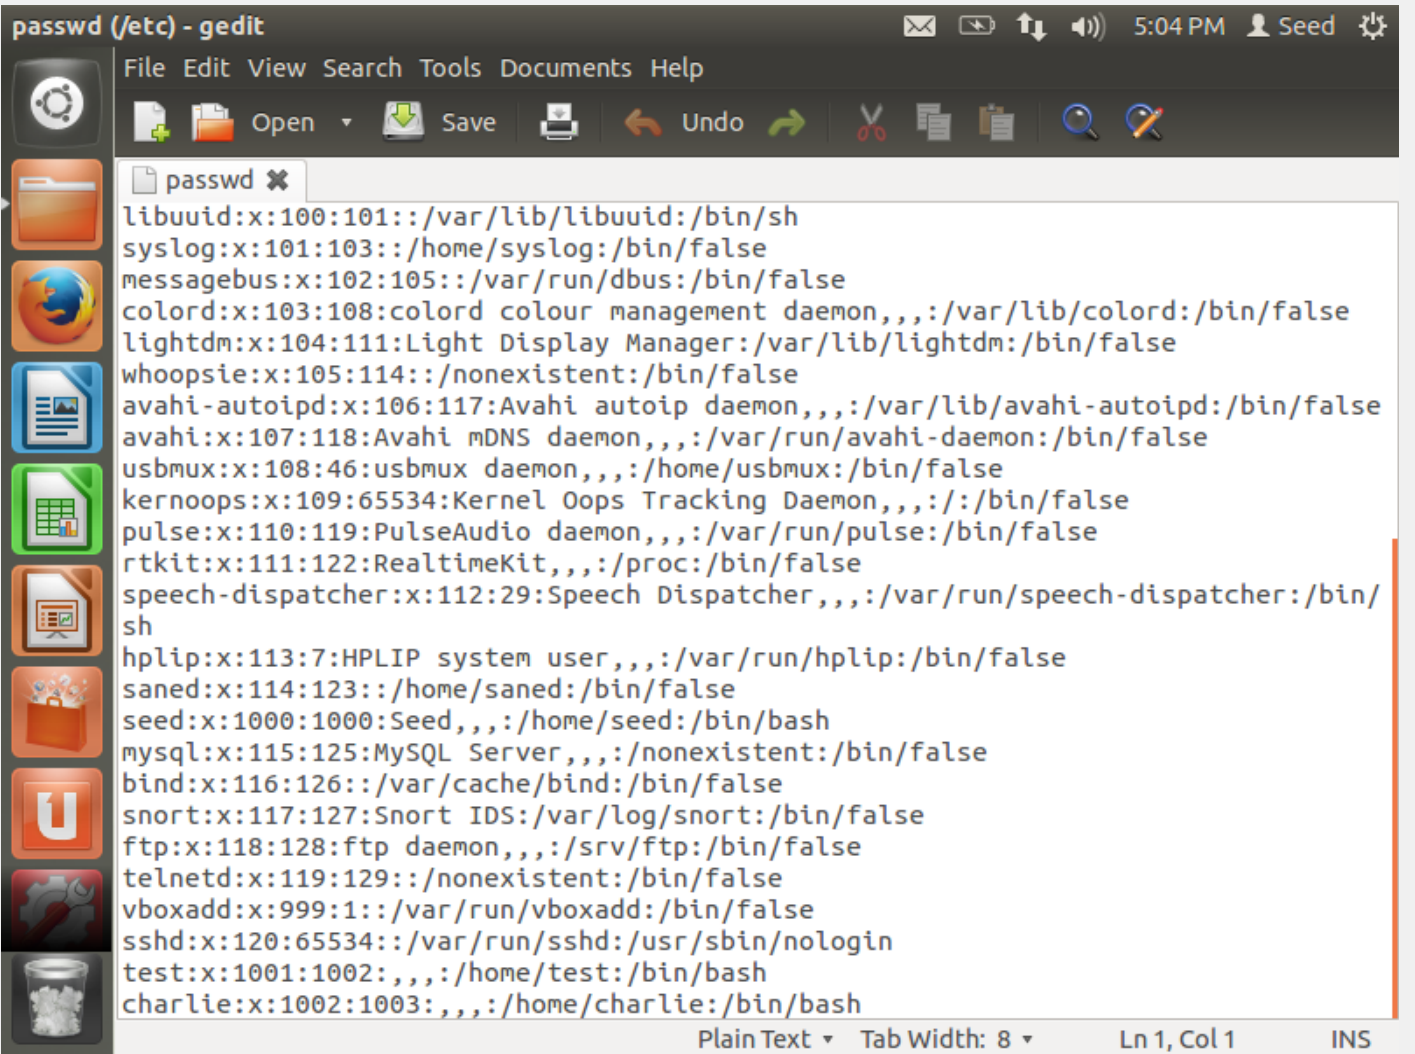 passwd (/etc) - gedit
5:04 PM Seed
File Edit View Search Tools Documents Help
Open Save Undo
passwd
libuuid:x:100:101::/var/lib/libuuid:/bin/sh
syslog:x:101:103::/home/syslog:/bin/false
messagebus:x:102:105::/var/run/dbus:/bin/false
colord:x:103:108:colord colour management daemon,,,:/var/lib/colord:/bin/false
lightdm:x:104:111:Light Display Manager:/var/lib/lightdm:/bin/false
whoopsie:x:105:114::/nonexistent:/bin/false
avahi-autoipd:x:106:117:Avahi autoip daemon,,,:/var/lib/avahi-autoipd:/bin/false
avahi:x:107:118:Avahi mDNS daemon,,,:/var/run/avahi-daemon:/bin/false
usbmux:x:108:46:usbmux daemon,,,:/home/usbmux:/bin/false
kernoops:x:109:65534:Kernel Oops Tracking Daemon,,,:/:/bin/false
pulse:x:110:119:PulseAudio daemon,,,:/var/run/pulse:/bin/false
rtkit:x:111:122:RealtimeKit,,,:/proc:/bin/false
speech-dispatcher:x:112:29:Speech Dispatcher,,,:/var/run/speech-dispatcher:/bin/
sh
hplip:x:113:7:HPLIP system user,,,:/var/run/hplip:/bin/false
saned:x:114:123::/home/saned:/bin/false
seed:x:1000:1000:Seed,,,:/home/seed:/bin/bash
mysql:x:115:125:MySQL Server,,,:/nonexistent:/bin/false
bind:x:116:126::/var/cache/bind:/bin/false
snort:x:117:127:Snort IDS:/var/log/snort:/bin/false
ftp:x:118:128:ftp daemon,,,:/srv/ftp:/bin/false
telnetd:x:119:129::/nonexistent:/bin/false
vboxadd:x:999:1::/var/run/vboxadd:/bin/false
sshd:x:120:65534::/var/run/sshd:/usr/sbin/nologin
test:x:1001:1002:,,,:/home/test:/bin/bash
charlie:x:1002:1003:,,,:/home/charlie:/bin/bash
Plain Text Tab Width: 8 Ln 1, Col 1 INS